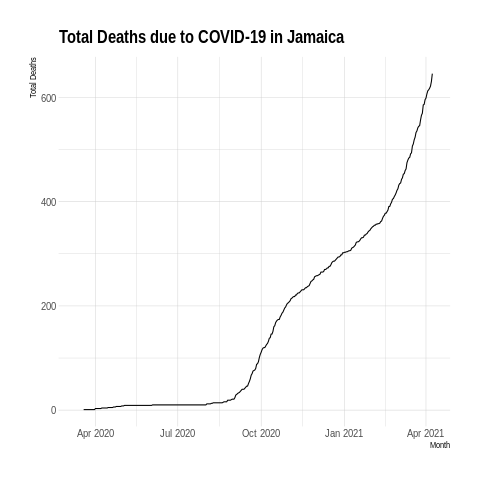 Total Deaths due to COVID-19 in Jamaica
Total Deaths
600
400
200
0
Apr 2020 Jul 2020 Oct 2020 Jan 2021 Apr 2021
Month